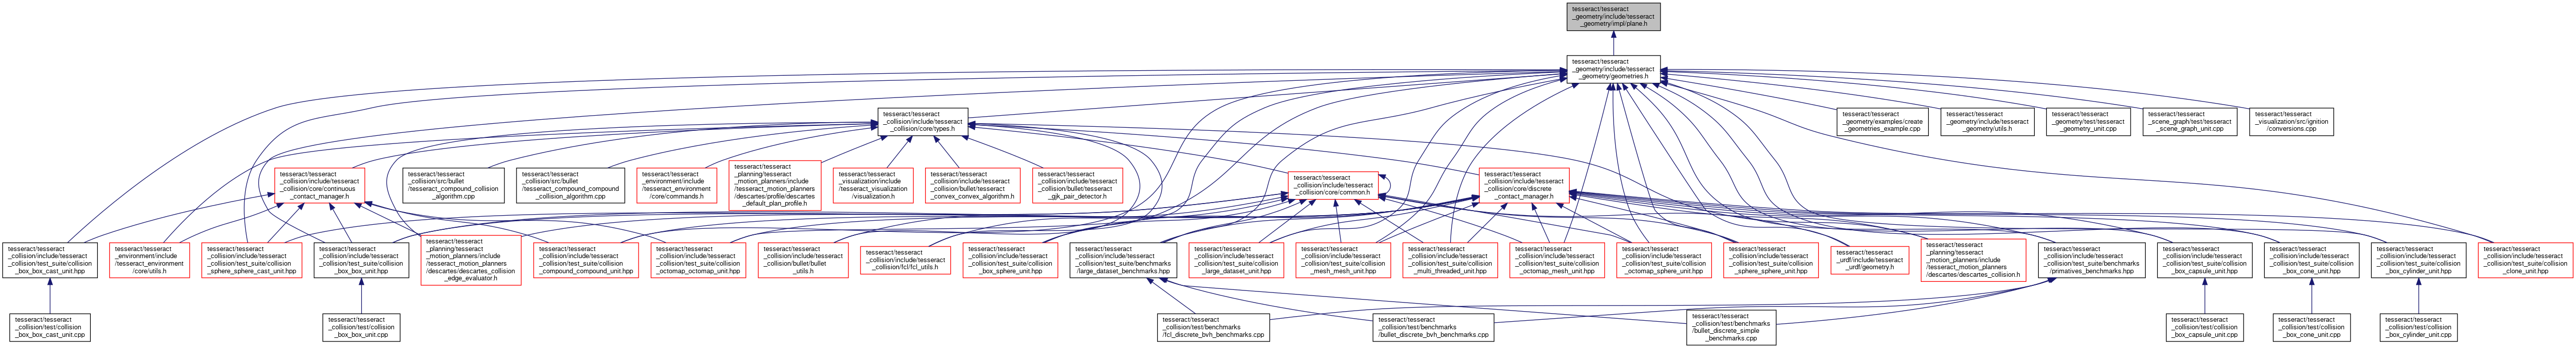 tesseract/tesseract
_geometry/include/tesseract
_geometry/impl/plane.h
tesseract/tesseract
_geometry/include/tesseract
_geometry/geometries.h
tesseract/tesseract
_collision/include/tesseract
_collision/core/types.h
tesseract/tesseract
_geometry/examples/create
_geometries_example.cpp
tesseract/tesseract
_geometry/include/tesseract
_geometry/utils.h
tesseract/tesseract
_geometry/test/tesseract
_geometry_unit.cpp
tesseract/tesseract
_scene_graph/test/tesseract
_scene_graph_unit.cpp
tesseract/tesseract
_visualization/src/ignition
/conversions.cpp
tesseract/tesseract
_collision/include/tesseract
_collision/core/continuous
_contact_manager.h
tesseract/tesseract
_collision/src/bullet
/tesseract_compound_collision
_algorithm.cpp
tesseract/tesseract
_collision/src/bullet
/tesseract_compound_compound
_collision_algorithm.cpp
tesseract/tesseract
_environment/include
/tesseract_environment
/core/commands.h
tesseract/tesseract
_planning/tesseract
_motion_planners/include
/tesseract_motion_planners
/descartes/profile/descartes
_default_plan_profile.h
tesseract/tesseract
_visualization/include
/tesseract_visualization
/visualization.h
tesseract/tesseract
_collision/include/tesseract
_collision/bullet/tesseract
_convex_convex_algorithm.h
tesseract/tesseract
_collision/include/tesseract
_collision/bullet/tesseract
_gjk_pair_detector.h
tesseract/tesseract
_collision/include/tesseract
_collision/core/common.h
tesseract/tesseract
_collision/include/tesseract
_collision/core/discrete
_contact_manager.h
tesseract/tesseract
_collision/include/tesseract
_collision/test_suite/collision
_box_box_cast_unit.hpp
tesseract/tesseract
_environment/include
/tesseract_environment
/core/utils.h
tesseract/tesseract
_collision/include/tesseract
_collision/test_suite/collision
_sphere_sphere_cast_unit.hpp
tesseract/tesseract
_collision/include/tesseract
_collision/test_suite/collision
_box_box_unit.hpp
tesseract/tesseract
_planning/tesseract
_motion_planners/include
/tesseract_motion_planners
/descartes/descartes_collision
_edge_evaluator.h
tesseract/tesseract
_collision/include/tesseract
_collision/test_suite/collision
_compound_compound_unit.hpp
tesseract/tesseract
_collision/include/tesseract
_collision/test_suite/collision
_octomap_octomap_unit.hpp
tesseract/tesseract
_collision/include/tesseract
_collision/bullet/bullet
_utils.h
tesseract/tesseract
_collision/include/tesseract
_collision/fcl/fcl_utils.h
tesseract/tesseract
_collision/include/tesseract
_collision/test_suite/collision
_box_sphere_unit.hpp
tesseract/tesseract
_collision/include/tesseract
_collision/test_suite/benchmarks
/large_dataset_benchmarks.hpp
tesseract/tesseract
_collision/include/tesseract
_collision/test_suite/collision
_large_dataset_unit.hpp
tesseract/tesseract
_collision/include/tesseract
_collision/test_suite/collision
_mesh_mesh_unit.hpp
tesseract/tesseract
_collision/include/tesseract
_collision/test_suite/collision
_multi_threaded_unit.hpp
tesseract/tesseract
_collision/include/tesseract
_collision/test_suite/collision
_octomap_mesh_unit.hpp
tesseract/tesseract
_collision/include/tesseract
_collision/test_suite/collision
_octomap_sphere_unit.hpp
tesseract/tesseract
_collision/include/tesseract
_collision/test_suite/collision
_sphere_sphere_unit.hpp
tesseract/tesseract
_urdf/include/tesseract
_urdf/geometry.h
tesseract/tesseract
_planning/tesseract
_motion_planners/include
/tesseract_motion_planners
/descartes/descartes_collision.h
tesseract/tesseract
_collision/include/tesseract
_collision/test_suite/benchmarks
/primatives_benchmarks.hpp
tesseract/tesseract
_collision/include/tesseract
_collision/test_suite/collision
_box_capsule_unit.hpp
tesseract/tesseract
_collision/include/tesseract
_collision/test_suite/collision
_box_cone_unit.hpp
tesseract/tesseract
_collision/include/tesseract
_collision/test_suite/collision
_box_cylinder_unit.hpp
tesseract/tesseract
_collision/include/tesseract
_collision/test_suite/collision
_clone_unit.hpp
tesseract/tesseract
_collision/test/collision
_box_box_cast_unit.cpp
tesseract/tesseract
_collision/test/collision
_box_box_unit.cpp
tesseract/tesseract
_collision/test/benchmarks
/fcl_discrete_bvh_benchmarks.cpp
tesseract/tesseract
_collision/test/benchmarks
/bullet_discrete_bvh_benchmarks.cpp
tesseract/tesseract
_collision/test/benchmarks
/bullet_discrete_simple
_benchmarks.cpp
tesseract/tesseract
_collision/test/collision
_box_capsule_unit.cpp
tesseract/tesseract
_collision/test/collision
_box_cone_unit.cpp
tesseract/tesseract
_collision/test/collision
_box_cylinder_unit.cpp